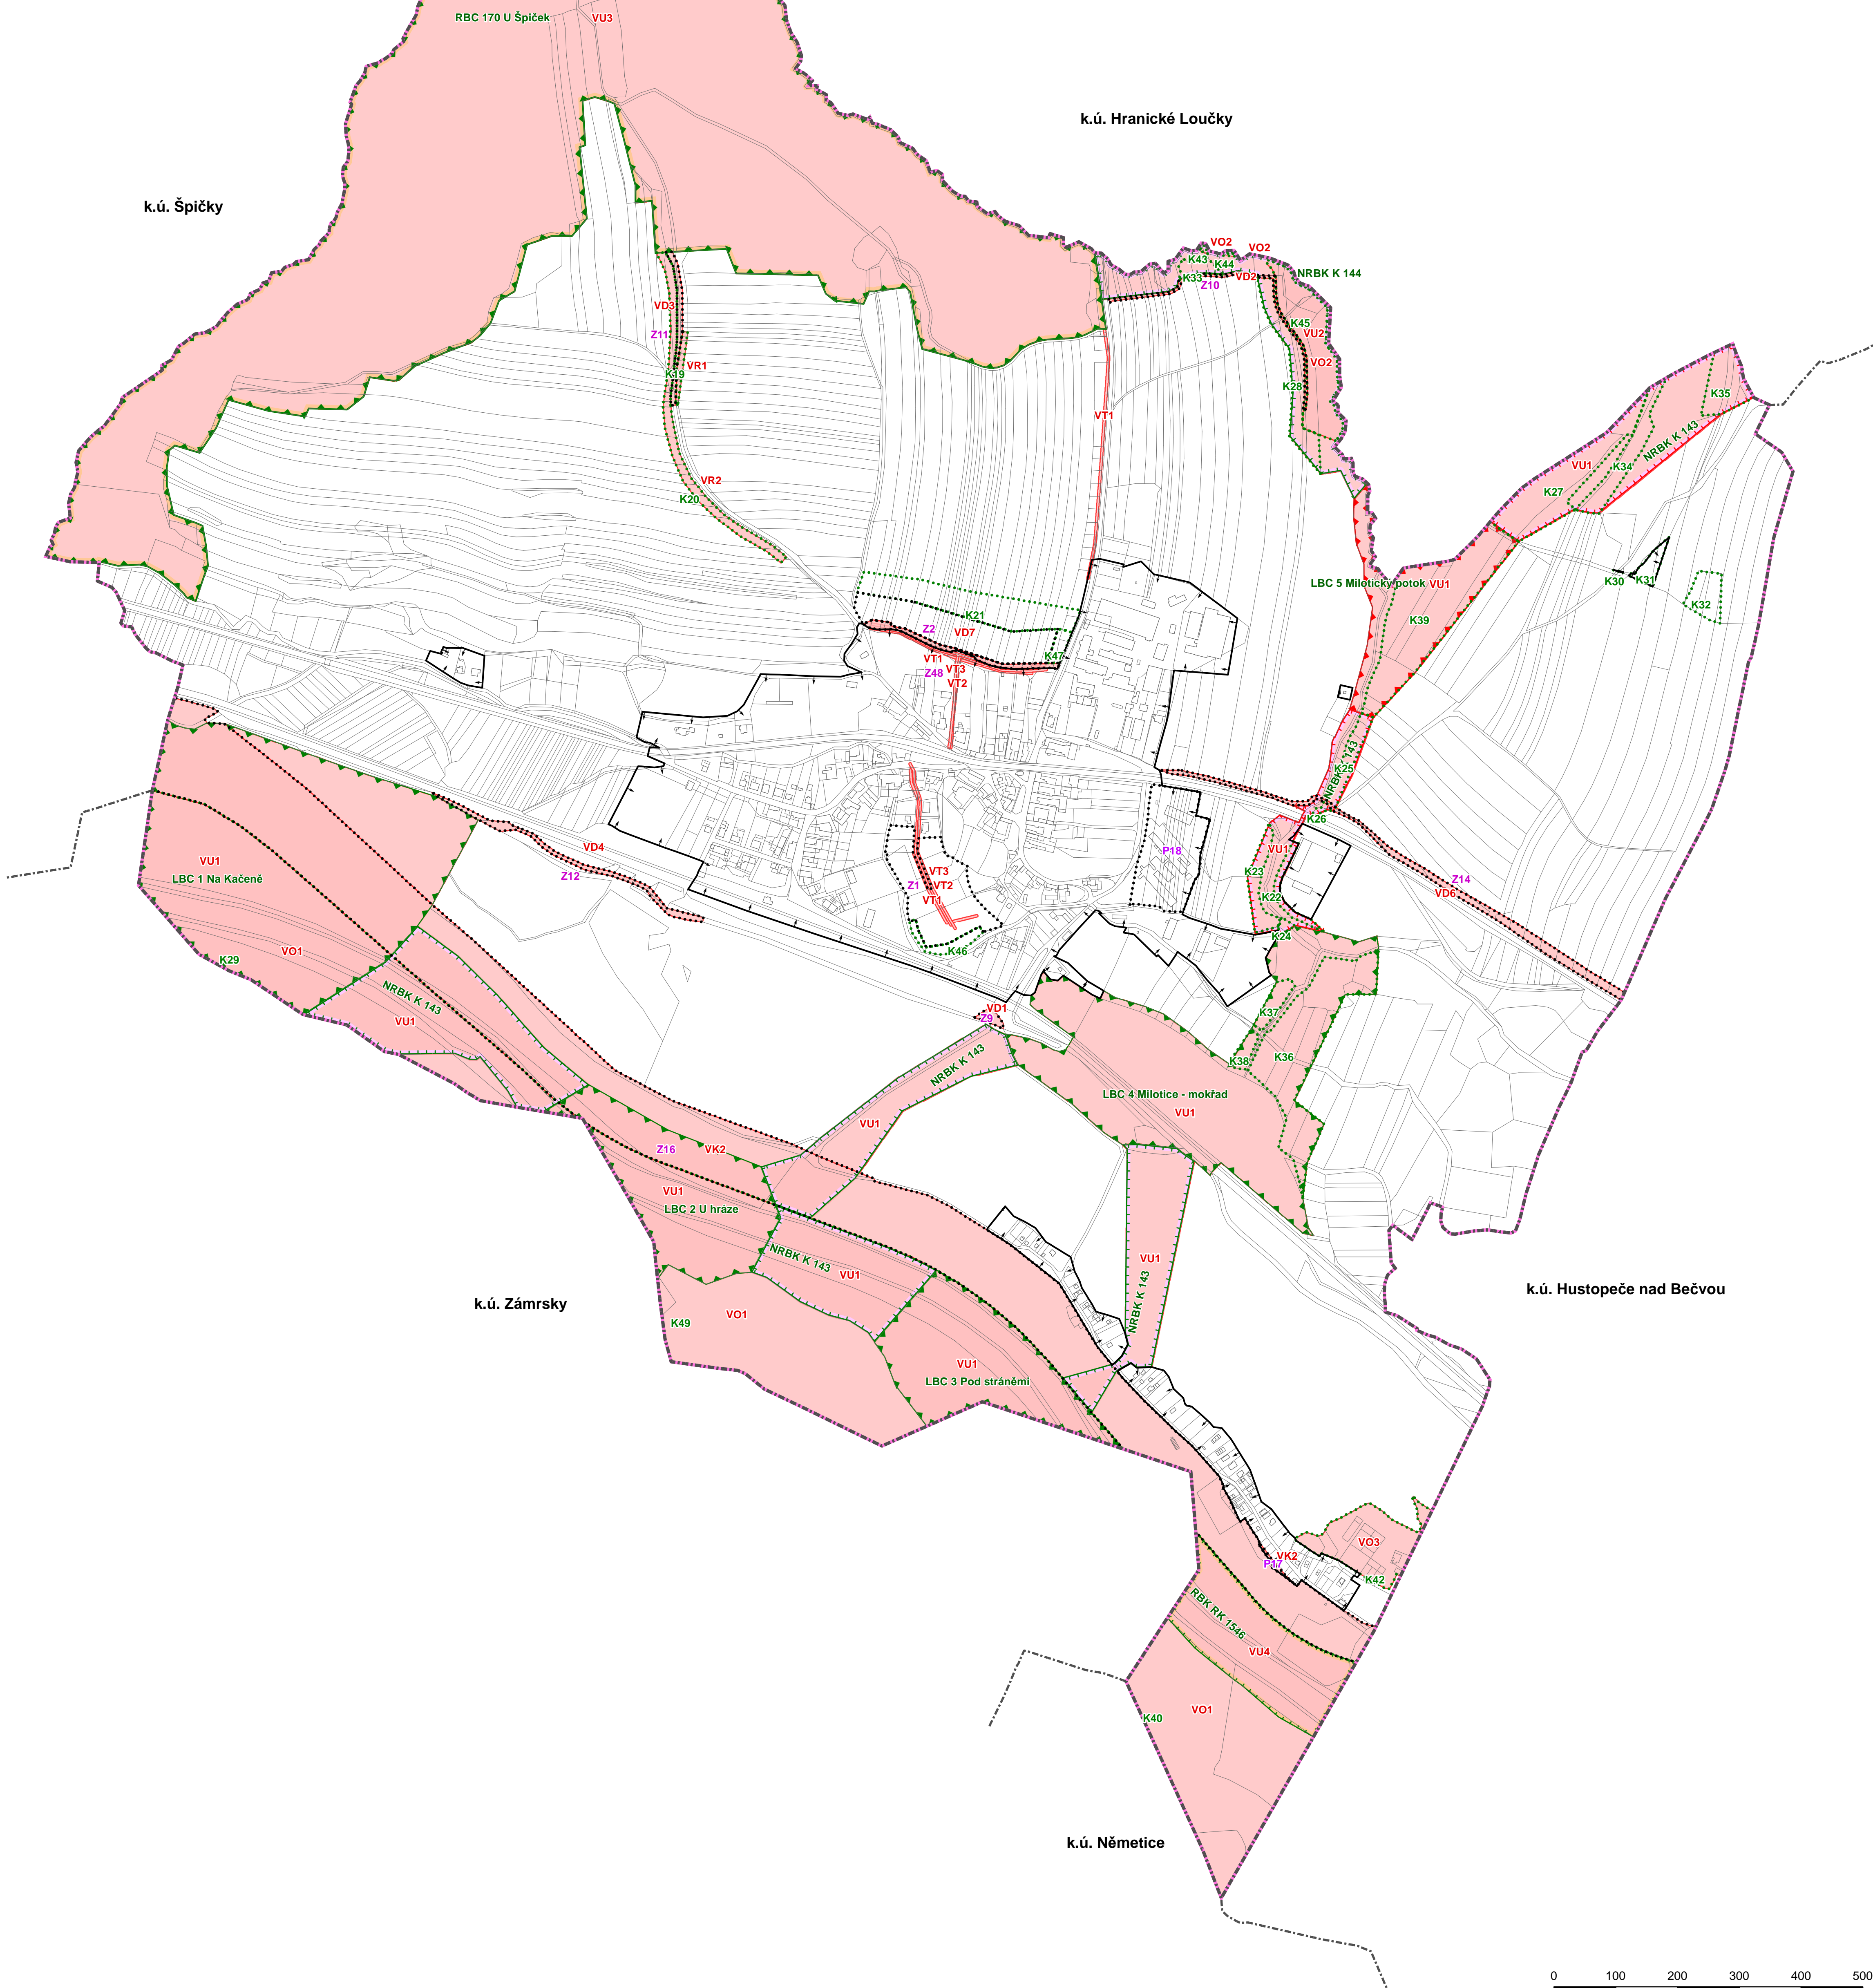 RBC 170 U Špiček
VU3
k.ú. Hranické Loučky
k.ú. Špičky
VO2
VO2
K43
K44
NRBK K 144
K33
VD2
Z10
VD3
K45
VU2
Z11
VO2
VR1
K19
K28
K35
VT1
NRBK K 143
VU1
K34
VR2
K20
K27
LBC 5 Milotický potok
VU1
K30
K31
K32
K21
K39
Z2
VD7
VT1
K47
VT3
Z48
VT2
NRBK K 143
K25
K26
VD4
P18
VU1
VU1
LBC 1 Na Kačeně
Z12
VT3
K23
Z14
Z1
VT2
VD6
VT1
K22
K24
VO1
K46
K29
NRBK K 143
VD1
K37
Z9
VU1
NRBK K 143
K36
K38
LBC 4 Milotice - mokřad
VU1
VU1
Z16
VK2
VU1
LBC 2 U hráze
NRBK K 143
VU1
VU1
k.ú. Hustopeče nad Bečvou
k.ú. Zámrsky
NRBK K 143
VO1
K49
VU1
LBC 3 Pod stráněmi
VO3
VK2
P17
K42
RBK RK 1546
VU4
VO1
K40
k.ú. Němetice
0 100 200 300 400 500